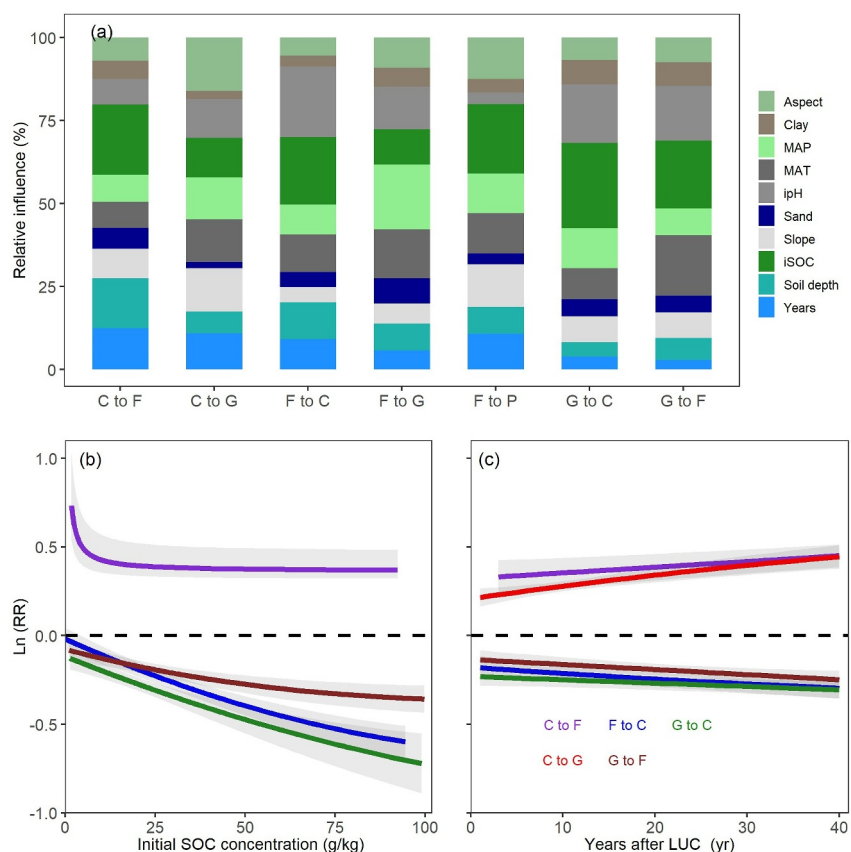 (a)
Relative influence (%)
100
75
50
25
0
C to F C to G F to C F to G F to P G to C G to F
Aspect
Clay
MAP
MAT
ipH
Sand
Slope
iSOC
Soil depth
Years
(b)
Ln (RR)
1.0
0.5
0.0
-0.5
-1.0
0 25 50 75 100
Initial SOC concentration (g/kg)
(c)
C to F F to C G to C
C to G G to F
0 10 20 30 40
Years after LUC (yr)